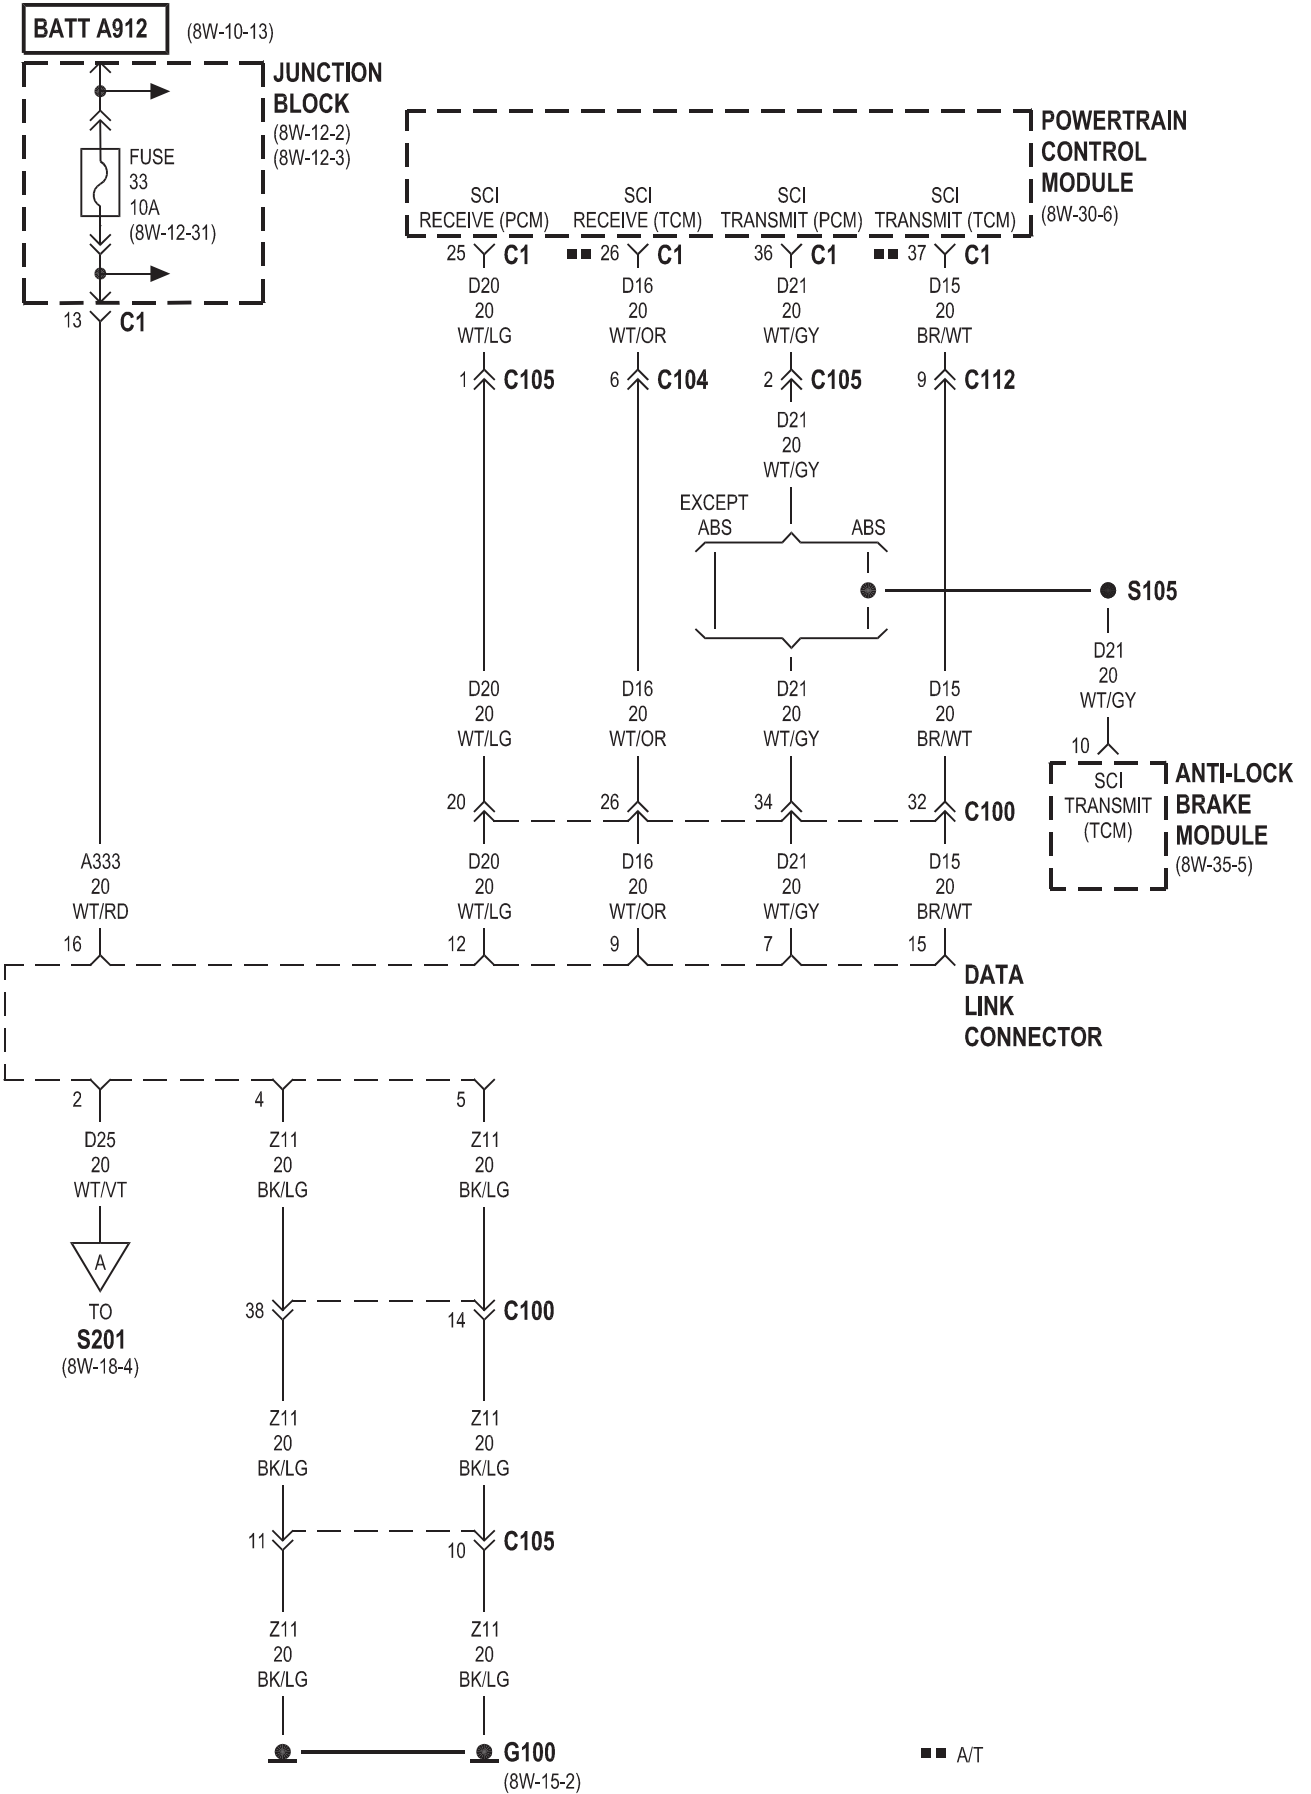 BATT A912 (8W-10-13)
JUNCTION
BLOCK
(8W-12-2)
(8W-12-3)
FUSE
33
10A
(8W-12-31)
13 C1
POWERTRAIN
CONTROL
MODULE
(8W-30-6)
SCI
RECEIVE (PCM)
SCI
RECEIVE (TCM)
SCI
TRANSMIT (PCM)
SCI
TRANSMIT (TCM)
25 C1 26 C1 36 C1 37 C1
D20 D16 D21 D15
20 20 20 20
WT/LG WT/OR WT/GY BR/WT
1 C105 6 C104 2 C105 9 C112
D21
20
WT/GY
EXCEPT
ABS ABS
S105
D21
20
WT/GY
10
SCI
TRANSMIT
(TCM)
ANTI-LOCK
BRAKE
MODULE
(8W-35-5)
D20 D16 D21 D15
20 20 20 20
WT/LG WT/OR WT/GY BR/WT
20 26 34 32 C100
A333 D20 D16 D21 D15
20 20 20 20 20
WT/RD WT/LG WT/OR WT/GY BR/WT
16 12 9 7 15
DATA
LINK
CONNECTOR
2 4 5
D25 Z11 Z11
20 20 20
WT/VT BK/LG BK/LG
A
TO
S201
(8W-18-4)
38 14 C100
Z11 Z11
20 20
BK/LG BK/LG
11 10 C105
Z11 Z11
20 20
BK/LG BK/LG
G100
(8W-15-2)
A/T